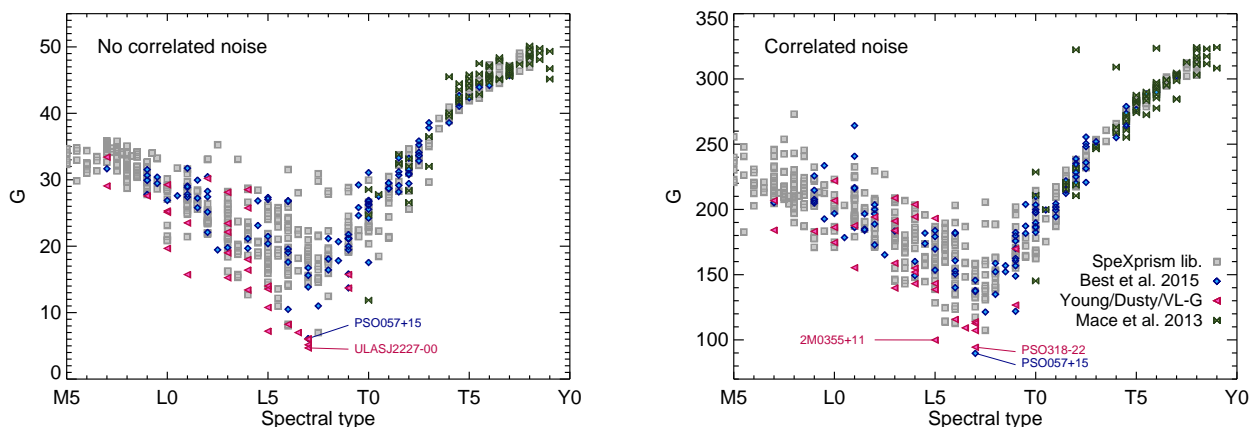 No correlated noise
50
40
30
20
10
0
G
M5 L0 L5 T0 T5 Y0
Spectral type
PSO057+15
ULASJ2227-00
Correlated noise
350
300
250
200
150
100
G
M5 L0 L5 T0 T5 Y0
Spectral type
SpeXprism lib.
Best et al. 2015
Young/Dusty/VL-G
Mace et al. 2013
2M0355+11
PSO318-22
PSO057+15